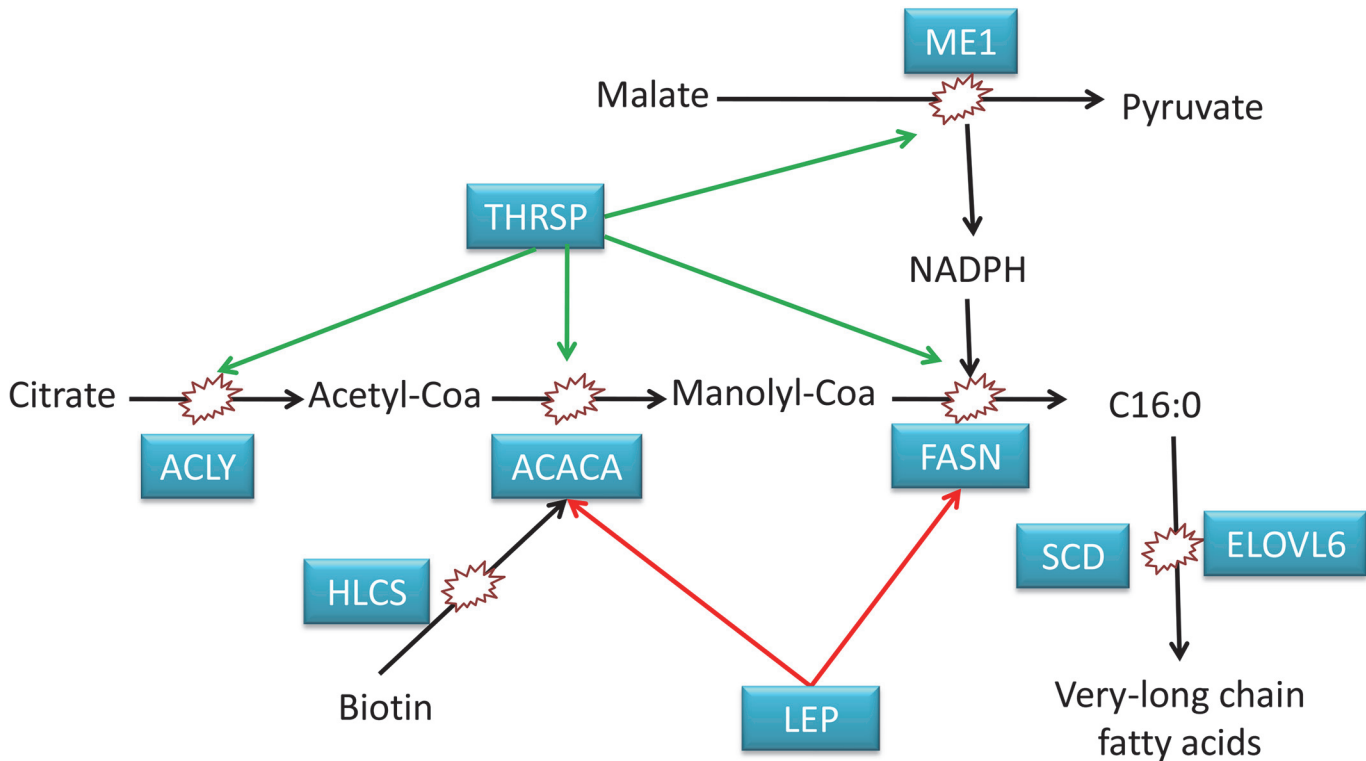 ME1
Malate
Pyruvate
THRSP
NADPH
Citrate
Acetyl-Coa
Manolyl-Coa
C16:0
ACLY
ACACA
FASN
SCD
ELOVL6
HLCS
Biotin
LEP
Very-long chain
fatty acids